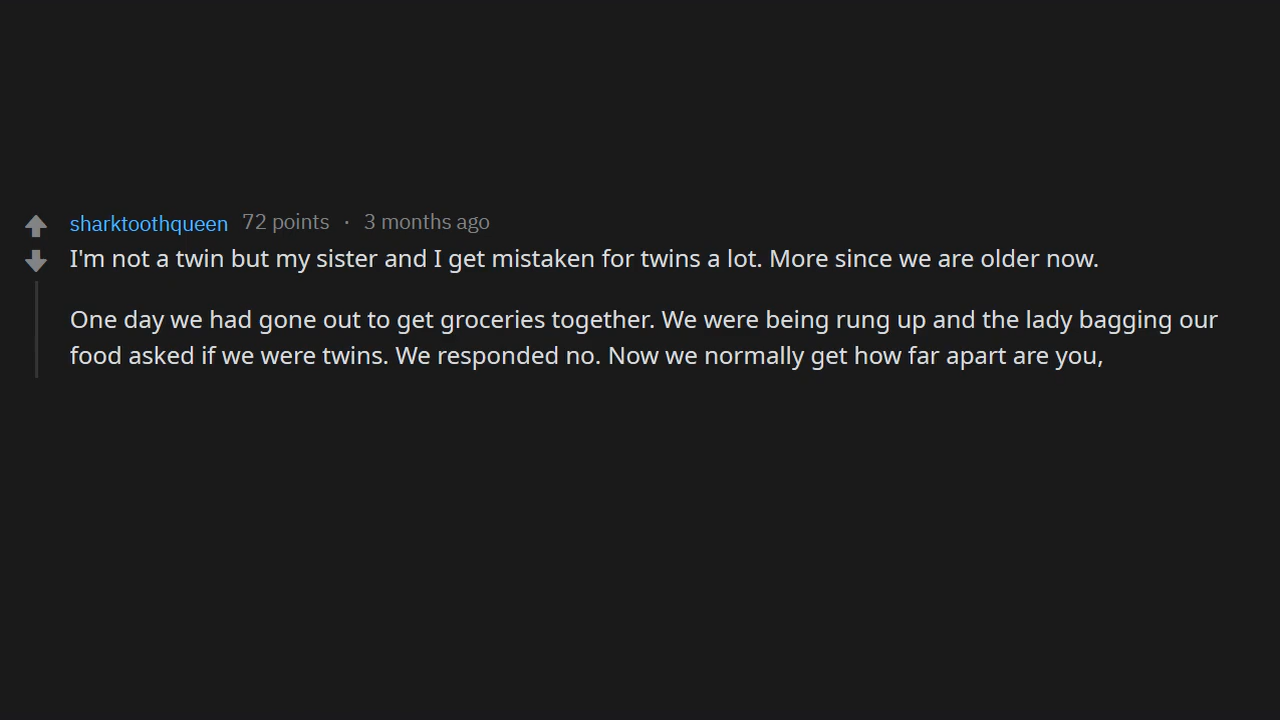 sharktoothqueen 72 points · 3 months ago
I'm not a twin but my sister and I get mistaken for twins a lot. More since we are older now.
One day we had gone out to get groceries together. We were being rung up and the lady bagging our
food asked if we were twins. We responded no. Now we normally get how far apart are you,